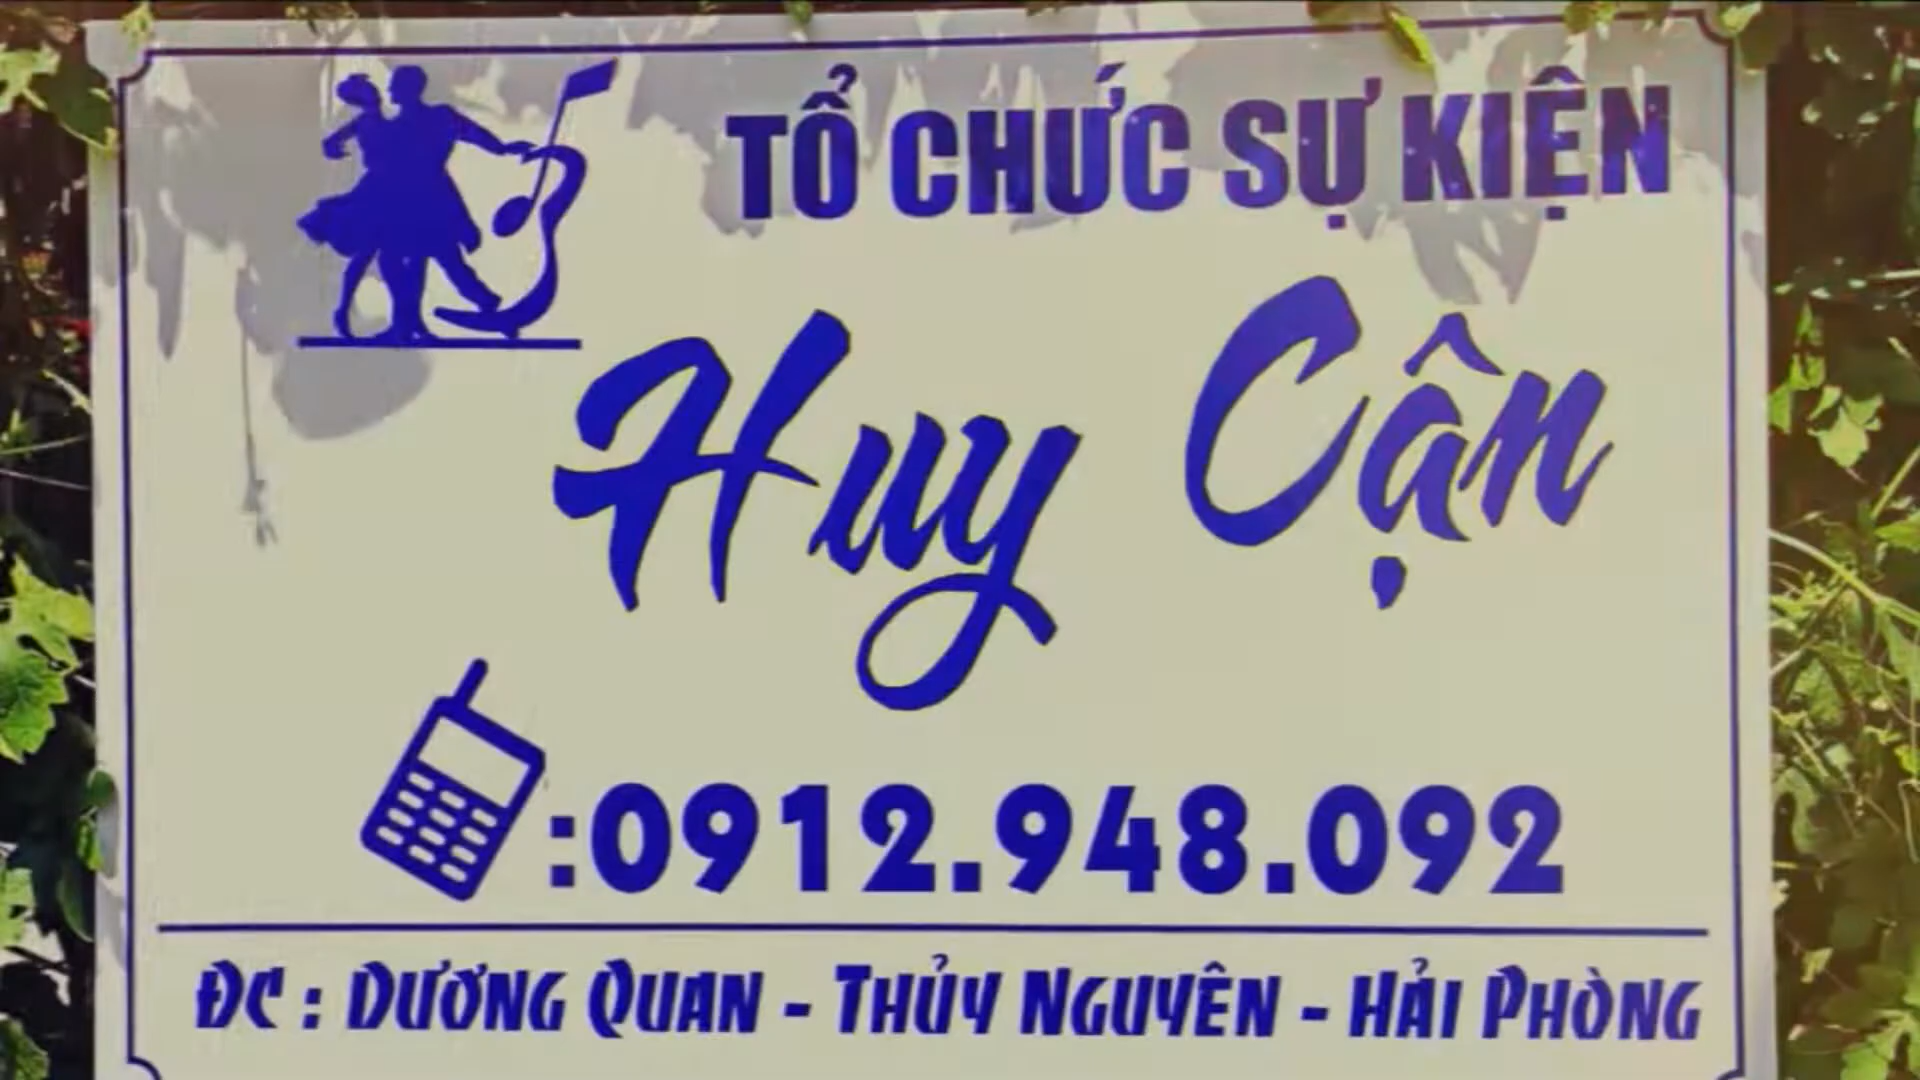 TỔ CHỨC SỰ KIỆN
Huy Cận
:0912.948.092
ĐC : DƯƠNG QUAN - THỦY NGUYÊN - HẢI PHÒNG